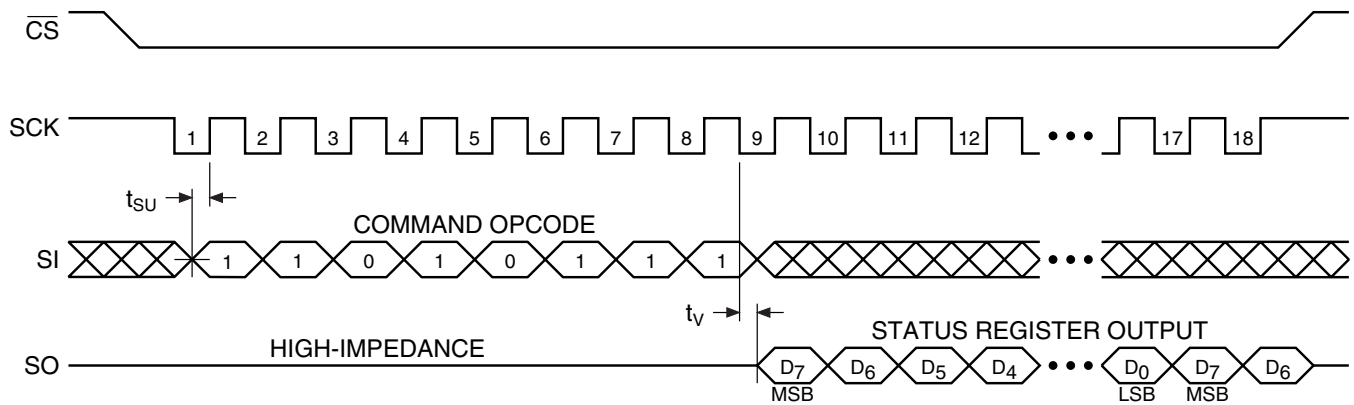 CS
SCK 1 2 3 4 5 6 7 8 9 10 11 12 17 18
tSU
COMMAND OPCODE
SI 1 1 0 1 0 1 1 1
tV
HIGH-IMPEDANCE STATUS REGISTER OUTPUT
SO D7 D6 D5 D4 D0 D7 D6
MSB LSB MSB